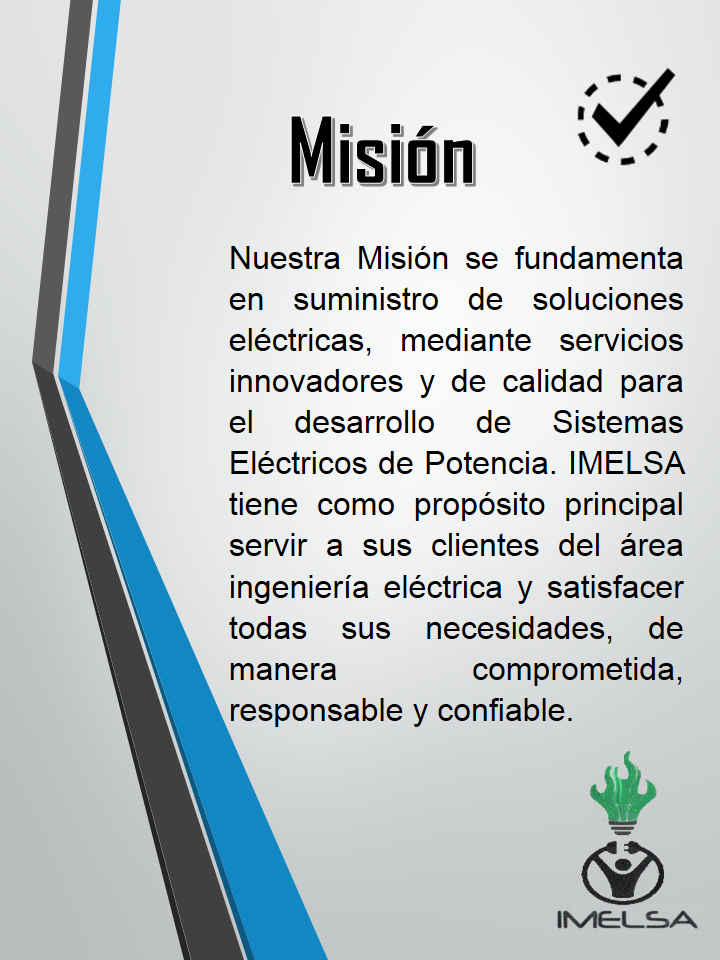 Misión
Nuestra Misión se fundamenta
en suministro de soluciones
eléctricas, mediante servicios
innovadores y de calidad para
el desarrollo de Sistemas
Eléctricos de Potencia. IMELSA
tiene como propósito principal
servir a sus clientes del área
ingeniería eléctrica y satisfacer
todas sus necesidades, de
manera comprometida,
responsable y confiable.
IMELSA